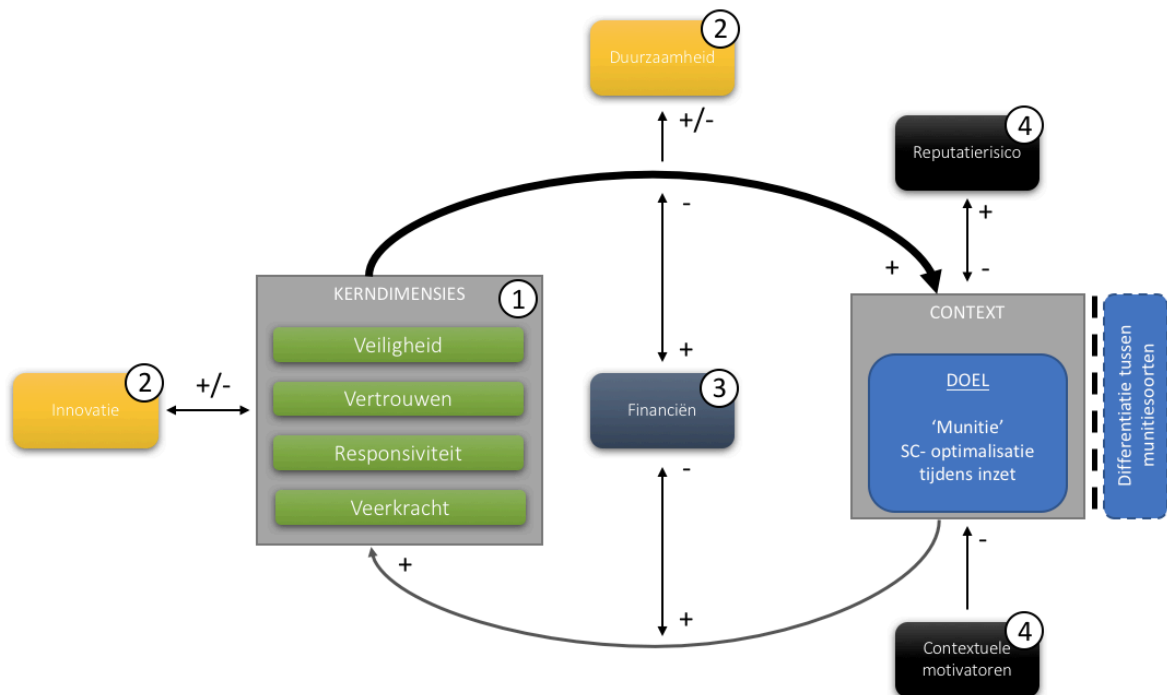 2
Duurzaamheid
+/-
4
Reputatierisico
-
+
+
-
KERNDIMENSIES
1
Veiligheid
Vertrouwen
Responsiviteit
Veerkracht
2
Innovatie
+/-
+
3
Financiën
-
+
+
CONTEXT
DOEL
‘Munitie’
SC- optimalisatie
tijdens inzet
Differentiatie tussen
munitiesoorten
-
4
Contextuele
motivatoren